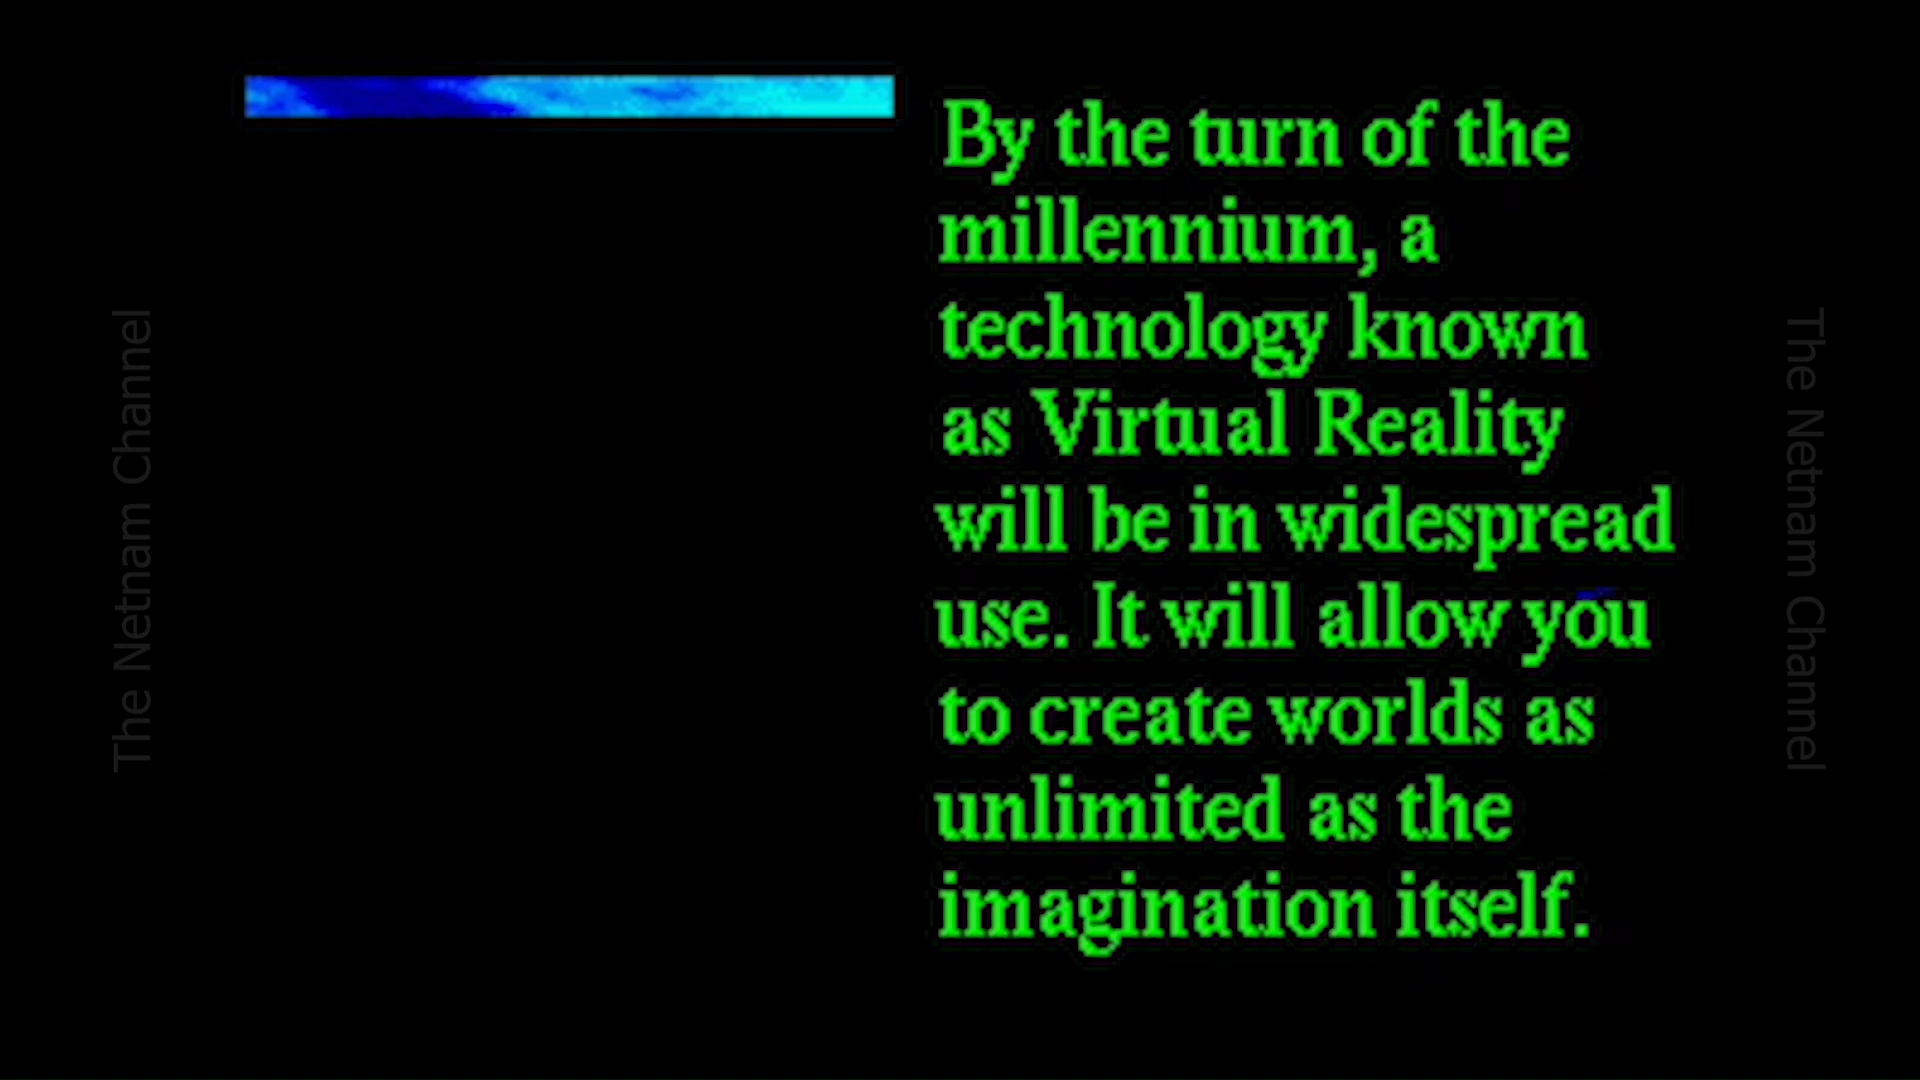 By the turn of the
millennium, a
technology known
as Virtual Reality
will be in widespread
use. It will allow you
to create worlds as
unlimited as the
imagination itself.
The Netnam Channel
The Netnam Channel